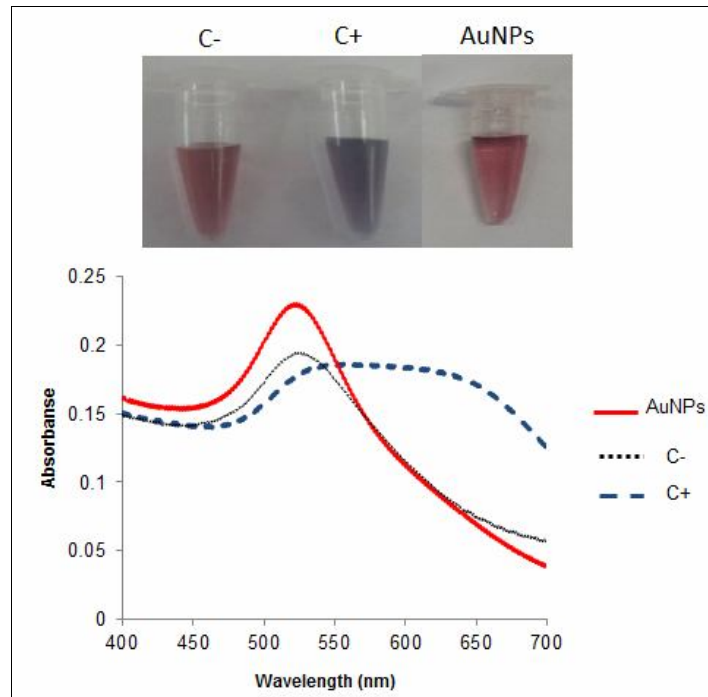 C- C+ AuNPs
0.25
0.2
0.15
0.1
0.05
0
Absorbanse
400 450 500 550 600 650 700
Wavelength (nm)
AuNPs
C-
C+